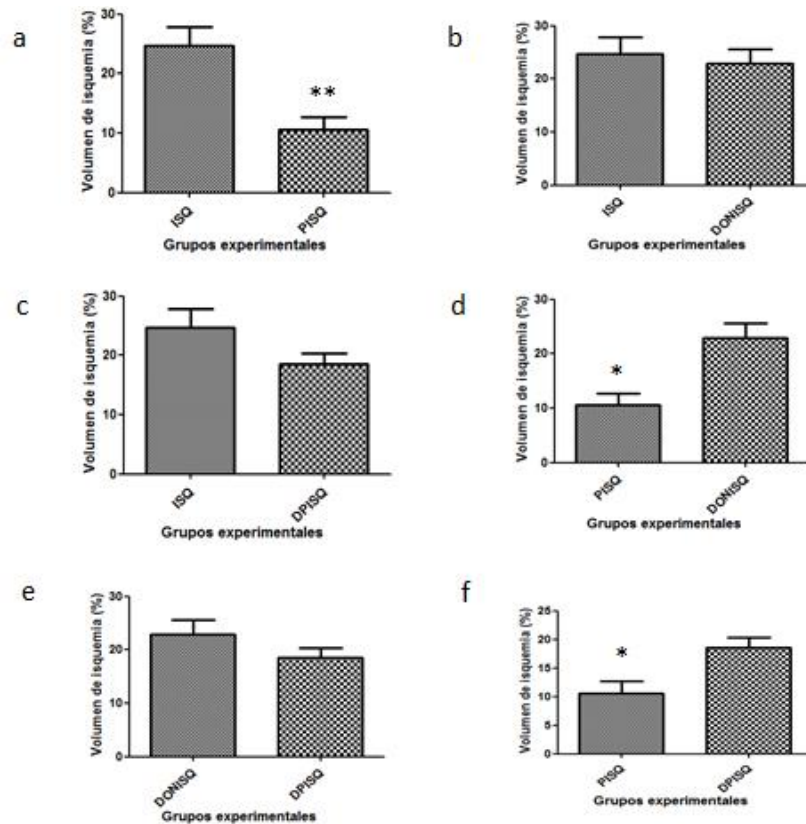 a
Volumen de isquemia (%)
30
20
10
0
**
ISQ
PISQ
Grupos experimentales
b
Volumen de isquemia (%)
30
20
10
0
ISQ
DONISQ
Grupos experimentales
c
Volumen de isquemia (%)
30
20
10
0
ISQ
DPISQ
Grupos experimentales
d
Volumen de isquemia (%)
30
20
10
0
*
PISQ
DONISQ
Grupos experimentales
e
Volumen de isquemia (%)
30
20
10
0
DONISQ
DPISQ
Grupos experimentales
f
Volumen de isquemia (%)
25
20
15
10
5
0
*
PISQ
DPISQ
Grupos experimentales